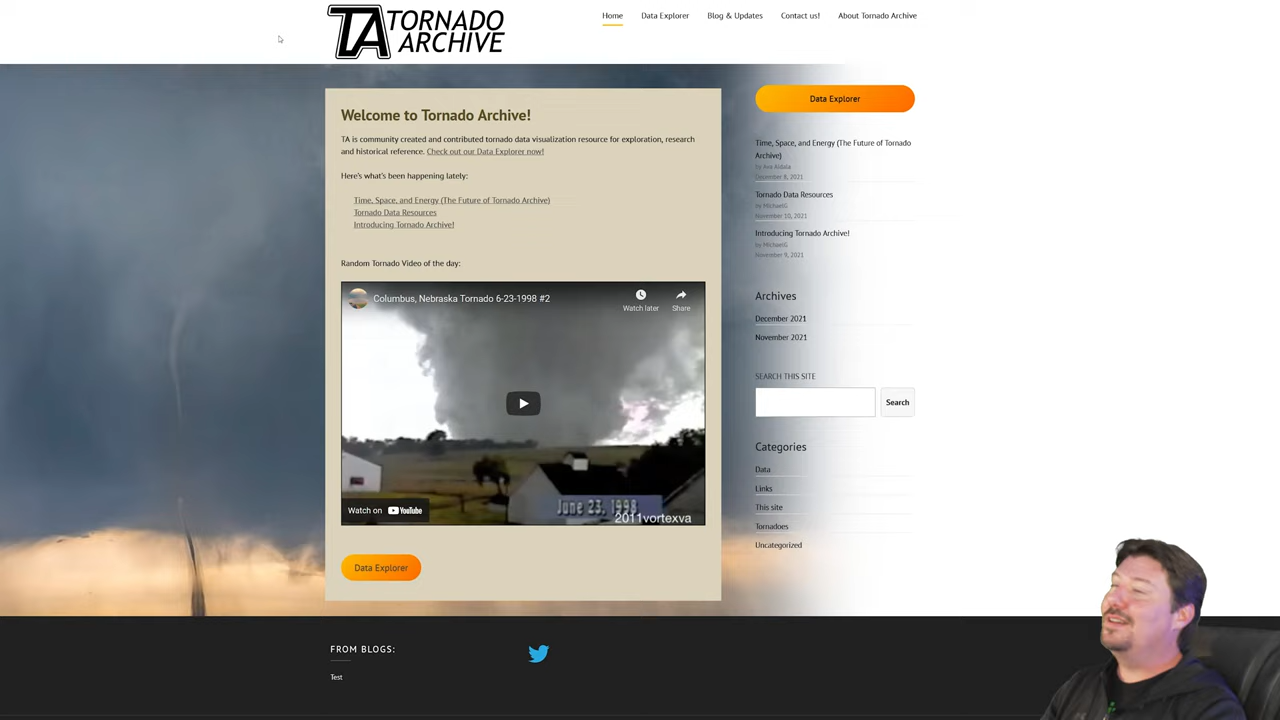 TA TORNADO ARCHIVE
Home
Data Explorer
Blog & Updates
Contact us!
About Tornado Archive
Welcome to Tornado Archive!
TA is community created and contributed tornado data visualization resource for exploration, research
and historical reference. Check out our Data Explorer now!
Here's what's been happening lately:
Time, Space, and Energy (The Future of Tornado Archive)
Tornado Data Resources
Introducing Tornado Archive!
Random Tornado Video of the day:
Columbus, Nebraska Tornado 6-23-1998 #2
Watch later
Share
June 23, 1998
2011vortexva
Watch on YouTube
Data Explorer
Data Explorer
Time, Space, and Energy (The Future of Tornado
Archive)
by Ava Kidala
December 8, 2021
Tornado Data Resources
by MichaelG
November 10, 2021
Introducing Tornado Archive!
by MichaelG
November 9, 2021
Archives
December 2021
November 2021
SEARCH THIS SITE
Search
Categories
Data
Links
This site
Tornadoes
Uncategorized
FROM BLOGS:
Test